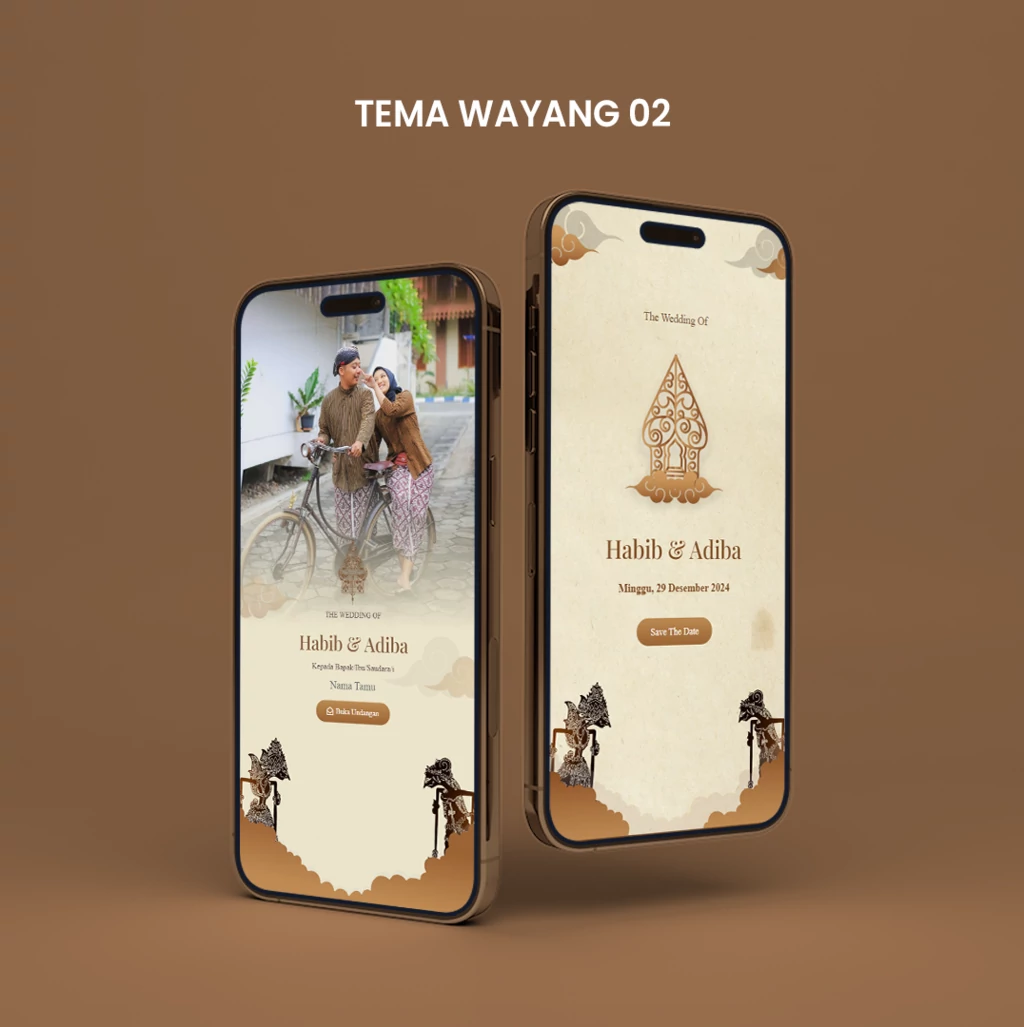 TEMA WAYANG 02
THE WEDDING OF
Habib & Adiba
Kepada Bapak/Ibu/Saudara/i
Nama Tamu
Buka Undangan
The Wedding Of
Habib & Adiba
Minggu, 29 Desember 2024
Save The Date